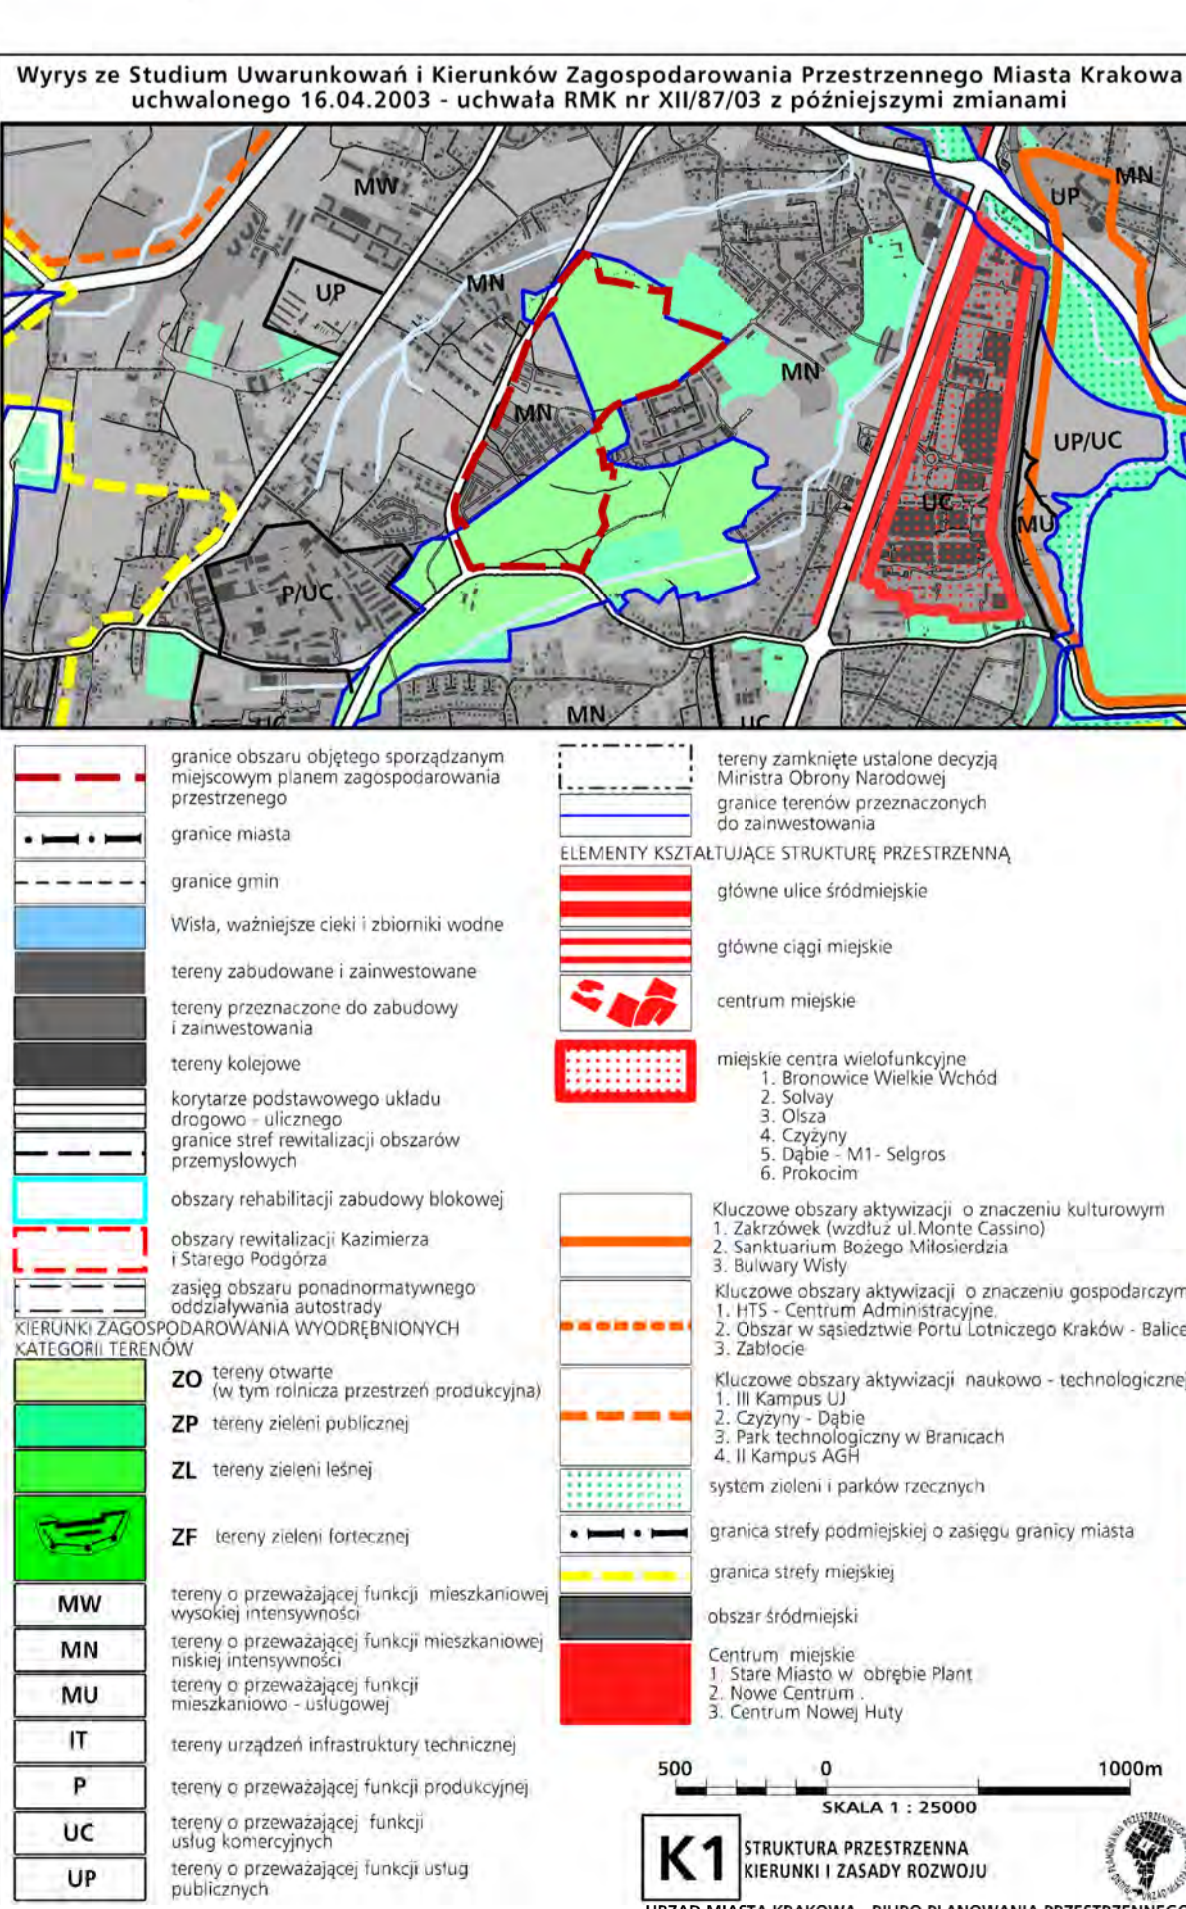 Wyrys ze Studium Uwarunkowań i Kierunków Zagospodarowania Przestrzennego Miasta Krakowa
uchwalonego 16.04.2003 - uchwała RMK nr XII/87/03 z późniejszymi zmianami
MW
UP
MN
UP
MN
MN
MN
UP/UC
UC
MU
P/UC
MN
UC
UC
granice obszaru objętego sporządzanym
miejscowym planem zagospodarowania
przestrzenego
granice miasta
granice gmin
Wisła, ważniejsze cieki i zbiorniki wodne
tereny zabudowane i zainwestowane
tereny przeznaczone do zabudowy
i zainwestowania
tereny kolejowe
korytarze podstawowego układu
drogowo - ulicznego
granice stref rewitalizacji obszarów
przemysłowych
obszary rehabilitacji zabudowy blokowej
obszary rewitalizacji Kazimierza
i Starego Podgórza
zasięg obszaru ponadnormatywnego
oddziaływania autostrady
KIERUNKI ZAGOSPODAROWANIA WYODRĘBNIONYCH
KATEGORII TERENÓW
ZO tereny otwarte
(w tym rolnicza przestrzeń produkcyjna)
ZP tereny zieleni publicznej
ZL tereny zieleni leśnej
ZF tereny zieleni fortecznej
MW tereny o przeważającej funkcji mieszkaniowej
wysokiej intensywności
MN tereny o przeważającej funkcji mieszkaniowej
niskiej intensywności
MU tereny o przeważającej funkcji
mieszkaniowo - usługowej
IT tereny urządzeń infrastruktury technicznej
P tereny o przeważającej funkcji produkcyjnej
UC tereny o przeważającej funkcji
usług komercyjnych
UP tereny o przeważającej funkcji usług
publicznych
tereny zamknięte ustalone decyzją
Ministra Obrony Narodowej
granice terenów przeznaczonych
do zainwestowania
ELEMENTY KSZTAŁTUJĄCE STRUKTURĘ PRZESTRZENNĄ
główne ulice śródmiejskie
główne ciągi miejskie
centrum miejskie
miejskie centra wielofunkcyjne
1. Bronowice Wielkie Wchód
2. Solvay
3. Olsza
4. Czyżyny
5. Dąbie - M1- Selgros
6. Prokocim
Kluczowe obszary aktywizacji o znaczeniu kulturowym
1. Zakrzówek (wzdłuż ul.Monte Cassino)
2. Sanktuarium Bożego Miłosierdzia
3. Bulwary Wisły
Kluczowe obszary aktywizacji o znaczeniu gospodarczym
1. HTS - Centrum Administracyjne.
2. Obszar w sąsiedztwie Portu Lotniczego Kraków - Balice
3. Zabłocie
Kluczowe obszary aktywizacji naukowo - technologicznej
1. III Kampus UJ
2. Czyżyny - Dąbie
3. Park technologiczny w Branicach
4. II Kampus AGH
system zieleni i parków rzecznych
granica strefy podmiejskiej o zasięgu granicy miasta
granica strefy miejskiej
obszar śródmiejski
Centrum miejskie
1. Stare Miasto w obrębie Plant
2. Nowe Centrum .
3. Centrum Nowej Huty
500 0 1000m
SKALA 1 : 25000
K1 STRUKTURA PRZESTRZENNA
KIERUNKI I ZASADY ROZWOJU
URZĄD MIASTA KRAKOWA - BIURO PLANOWANIA PRZESTRZENNEGO